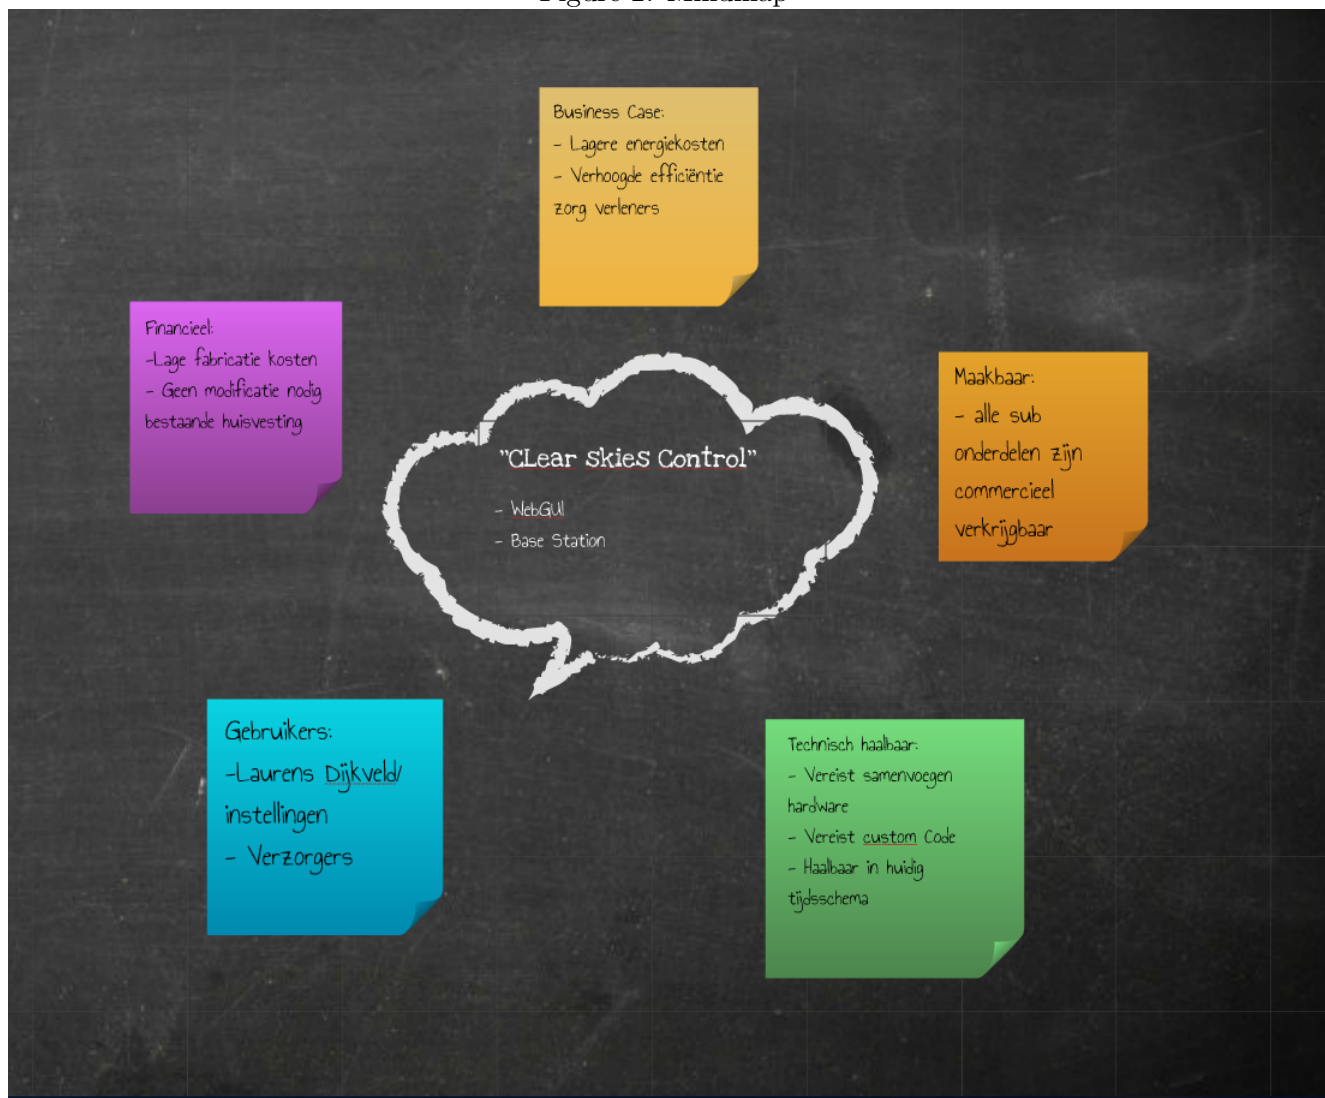 Business Case:
- Lagere energiekosten
- Verhoogde efficiëntie
zorg verleners
Financieel:
-Lage fabricatie kosten
- Geen modificatie nodig
bestaande huisvesting
Maakbaar:
- alle sub
onderdelen zijn
commercieel
verkrijgbaar
"CLear skies Control"
- WebGUI
- Base Station
Gebruikers:
-Laurens Dijkveld/
instellingen
- Verzorgers
Technisch haalbaar:
- Vereist samenvoegen
hardware
- Vereist custom Code
- Haalbaar in huidig
tijdsschema